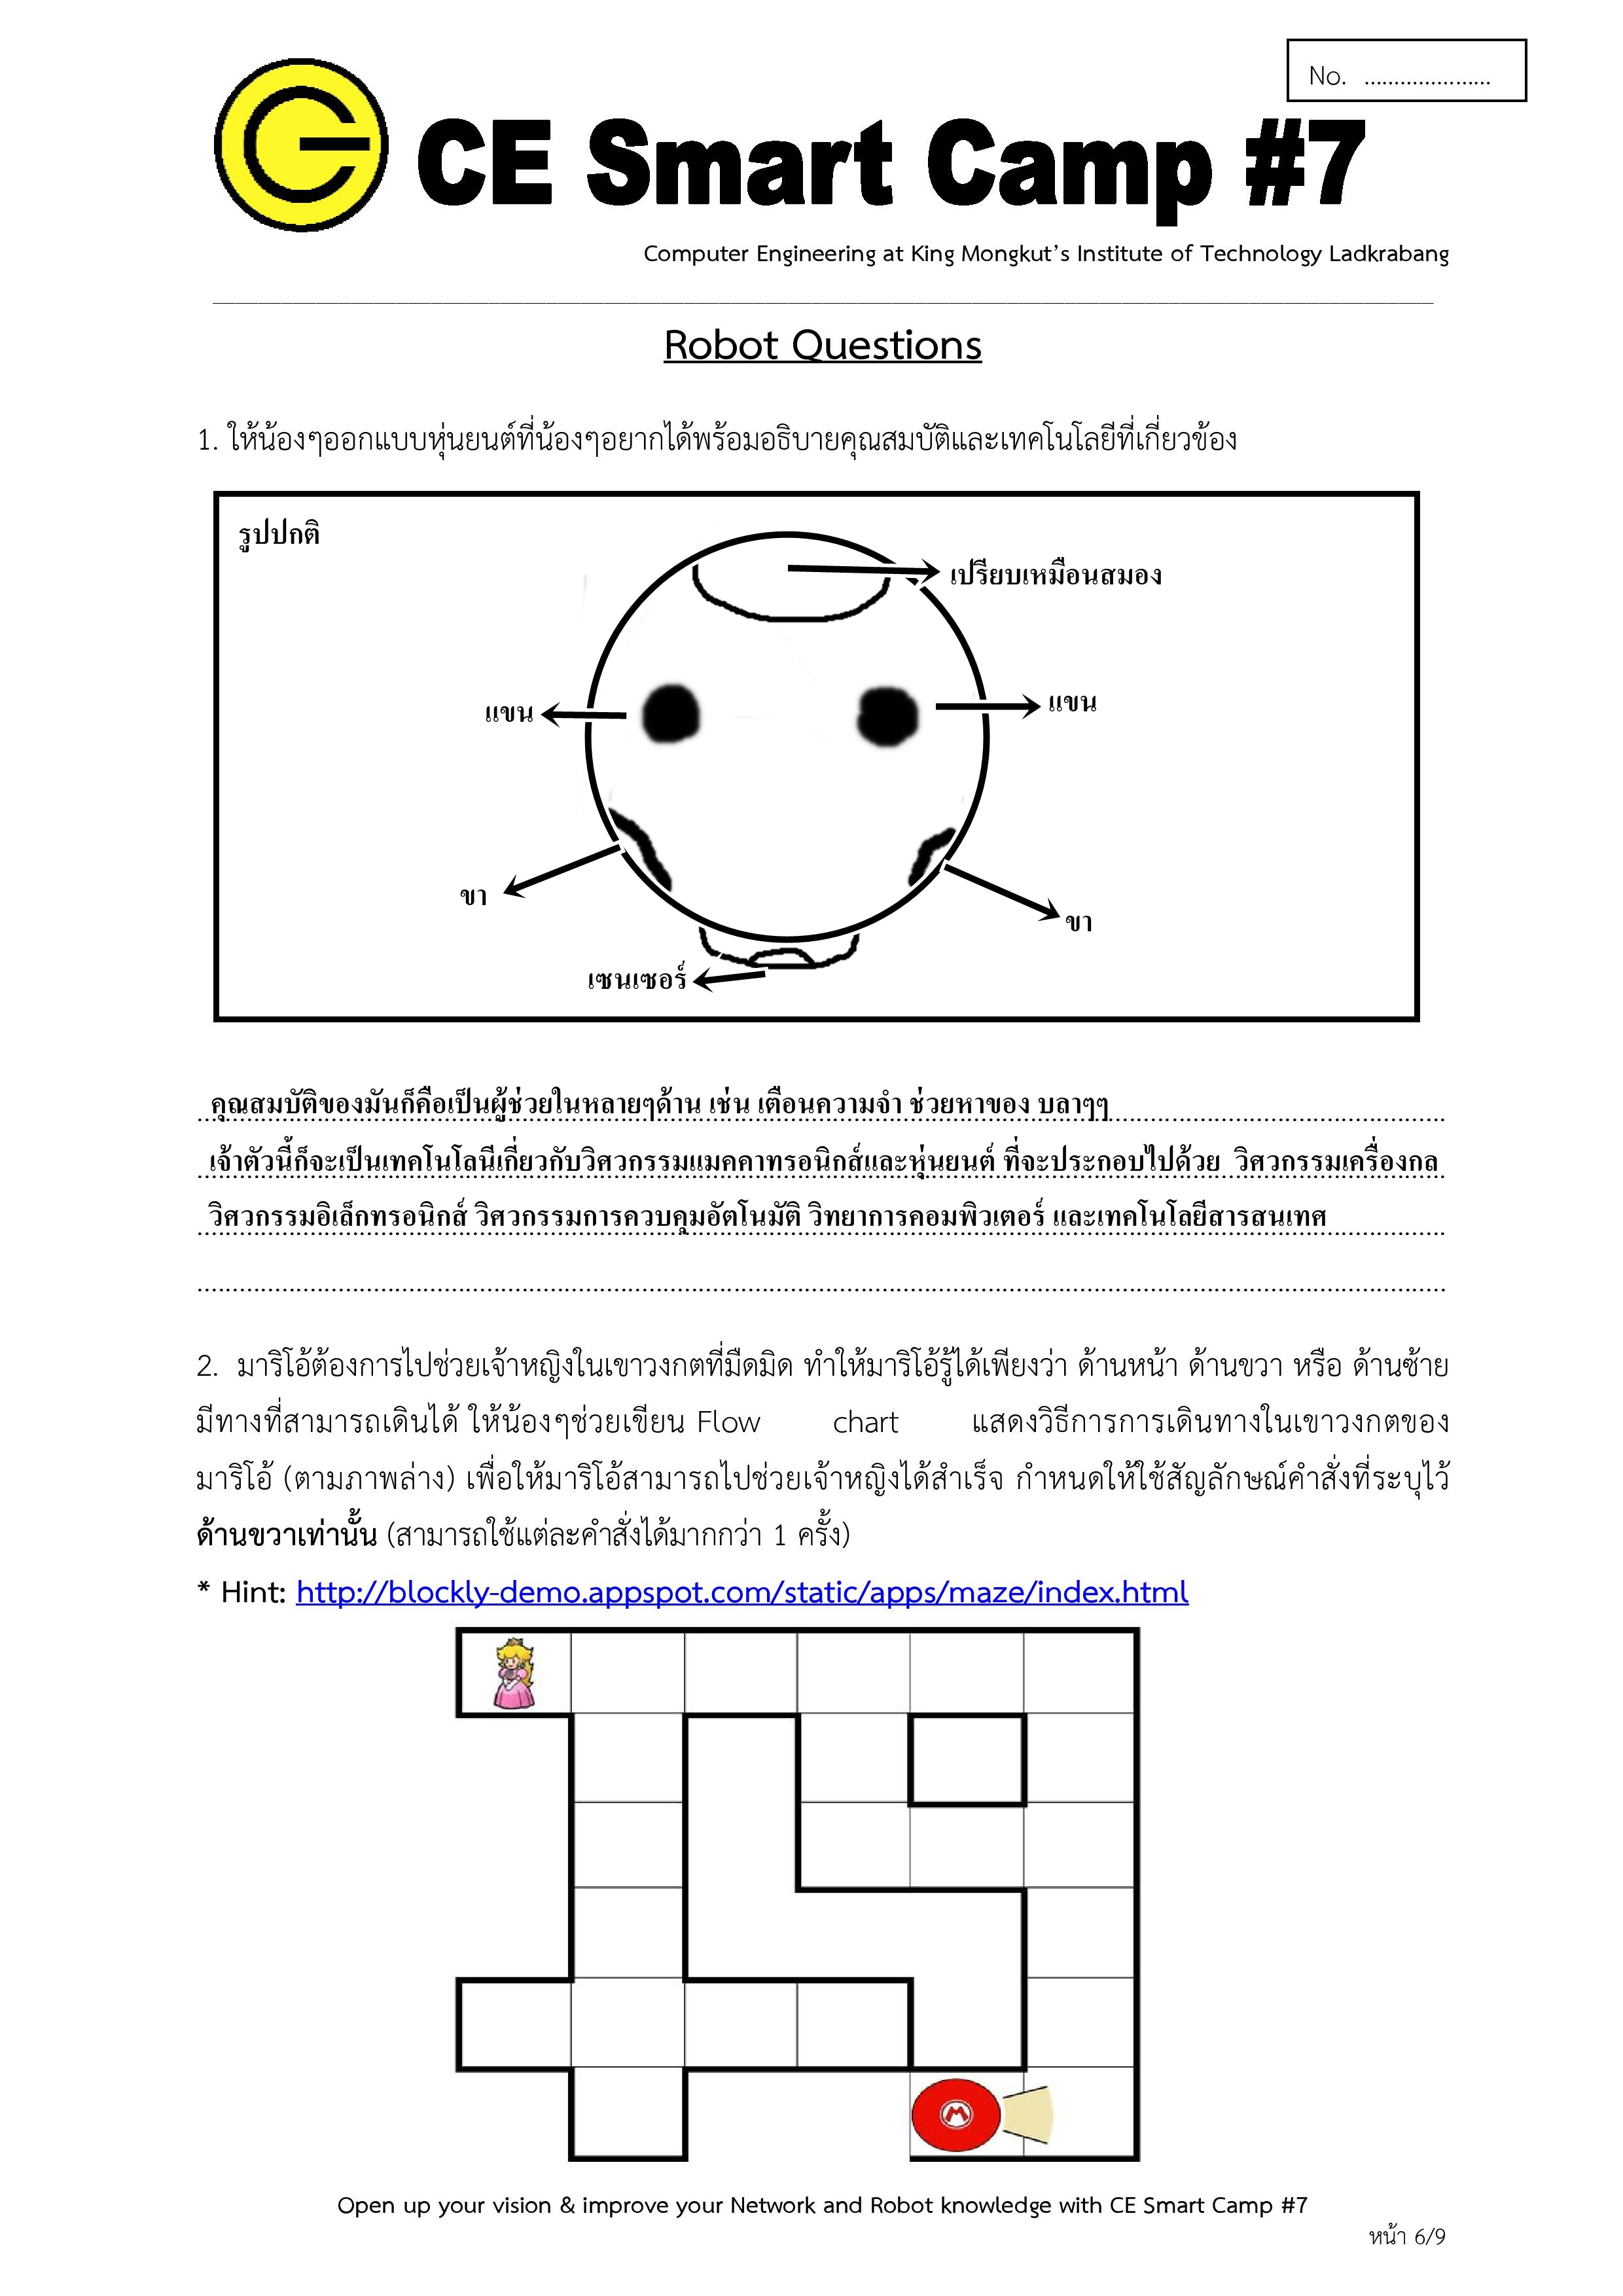 No. .....................
CE Smart Camp #7
Computer Engineering at King Mongkut's Institute of Technology Ladkrabang
Robot Questions
1. ให้น้องๆออกแบบหุ่นยนต์ที่น้องๆอยากได้พร้อมอธิบายคุณสมบัติและเทคโนโลยีที่เกี่ยวข้อง
รูปปกติ
เปรียบเหมือนสมอง
แขน
แขน
ขา
ขา
เซนเซอร์
คุณสมบัติของมันก็คือเป็นผู้ช่วยในหลายๆด้าน เช่น เตือนความจำ ช่วยหาของ บลาๆๆ
เจ้าตัวนี้ก็จะเป็นเทคโนโลนีเกี่ยวกับวิศวกรรมแมคคาทรอนิกส์และหุ่นยนต์ ที่จะประกอบไปด้วย วิศวกรรมเครื่องกล
วิศวกรรมอิเล็กทรอนิกส์ วิศวกรรมการควบคุมอัตโนมัติ วิทยาการคอมพิวเตอร์ และเทคโนโลยีสารสนเทศ
2. มาริโอ้ต้องการไปช่วยเจ้าหญิงในเขาวงกตที่มืดมิด ทำให้มาริโอ้รู้ได้เพียงว่า ด้านหน้า ด้านขวา หรือ ด้านซ้าย
มีทางที่สามารถเดินได้ ให้น้องๆช่วยเขียน Flow chart แสดงวิธีการการเดินทางในเขาวงกตของ
มาริโอ้ (ตามภาพล่าง) เพื่อให้มาริโอ้สามารถไปช่วยเจ้าหญิงได้สำเร็จ กำหนดให้ใช้สัญลักษณ์คำสั่งที่ระบุไว้
ด้านขวาเท่านั้น (สามารถใช้แต่ละคำสั่งได้มากกว่า 1 ครั้ง)
* Hint: http://blockly-demo.appspot.com/static/apps/maze/index.html
M
Open up your vision & improve your Network and Robot knowledge with CE Smart Camp #7
หน้า 6/9